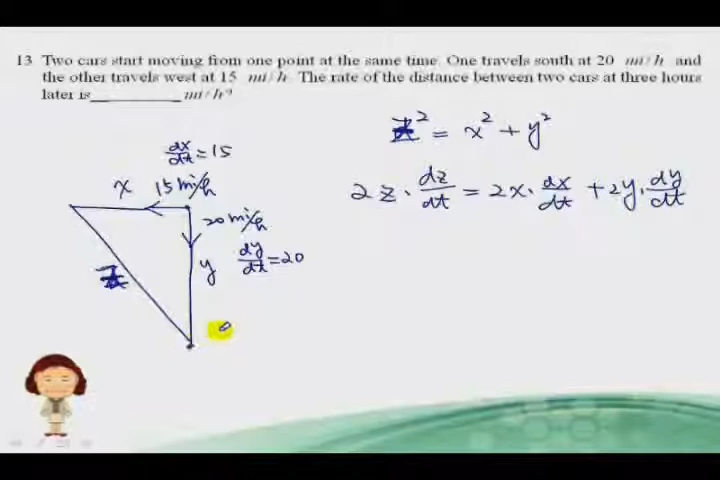 13 Two cars start moving from one point at the same time. One travels south at 20 mi/h and
the other travels west at 15 mi/h. The rate of the distance between two cars at three hours
later is__________mi/h?
z² = x² + y²
dx/dt = 15
2z · dz/dt = 2x · dx/dt + 2y · dy/dt
x 15 mi/h
20 mi/h
y dy/dt = 20
z